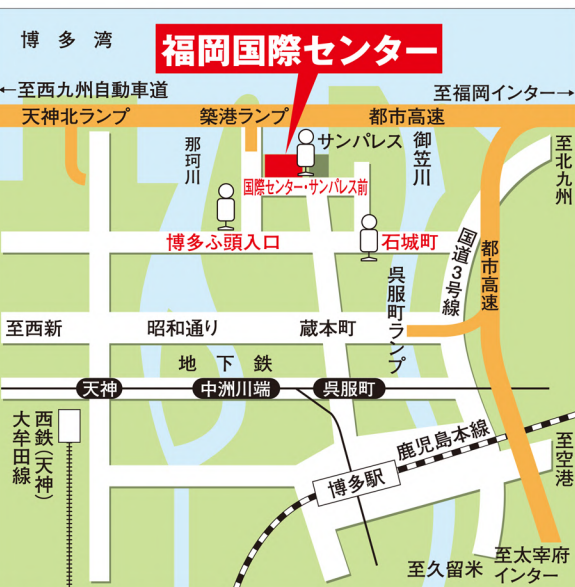 博多湾
福岡国際センター
←至西九州自動車道
至福岡インター→
天神北ランプ
築港ランプ
都市高速
那珂川
サンパレス
御笠川
至北九州
国際センター・サンパレス前
博多ふ頭入口
石城町
国道3号線
都市高速
呉服町ランプ
至西新
昭和通り
蔵本町
地下鉄
天神
中洲川端
呉服町
西鉄(天神)
大牟田線
鹿児島本線
博多駅
至空港
至久留米
至太宰府
インター